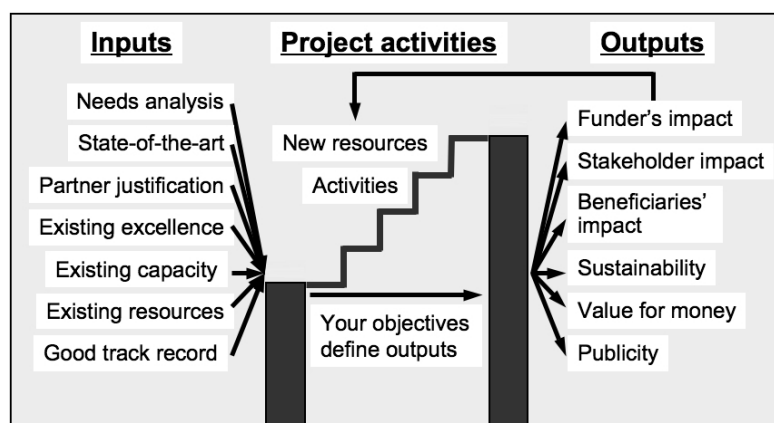 Inputs
Project activities
Outputs
Needs analysis
State-of-the-art
Partner justification
Existing excellence
Existing capacity
Existing resources
Good track record
New resources
Activities
Your objectives
define outputs
Funder's impact
Stakeholder impact
Beneficiaries'
impact
Sustainability
Value for money
Publicity